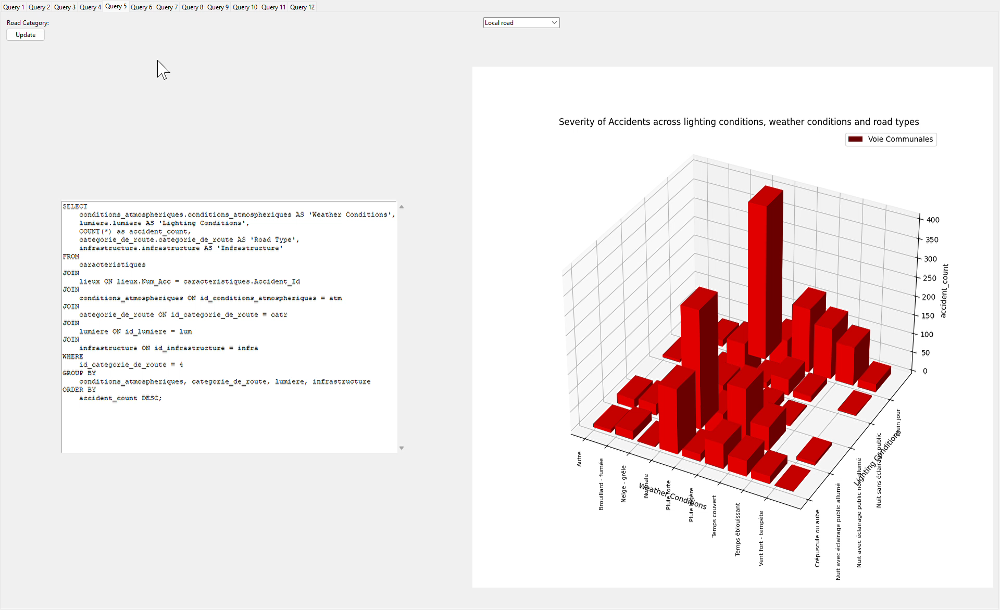 Query 1 Query 2 Query 3 Query 4 Query 5 Query 6 Query 7 Query 8 Query 9 Query 10 Query 11 Query 12
Road Category:
Local road
Update
SELECT
    conditions_atmospheriques.conditions_atmospheriques AS 'Weather Conditions',
    lumiere.lumiere AS 'Lighting Conditions',
    COUNT(*) as accident_count,
    categorie_de_route.categorie_de_route AS 'Road Type',
    infrastructure.infrastructure AS 'Infrastructure'
FROM
    caracteristiques
JOIN
    lieux ON lieux.Num_Acc = caracteristiques.Accident_Id
JOIN
    conditions_atmospheriques ON id_conditions_atmospheriques = atm
JOIN
    categorie_de_route ON id_categorie_de_route = catr
JOIN
    lumiere ON id_lumiere = lum
JOIN
    infrastructure ON id_infrastructure = infra
WHERE
    id_categorie_de_route = 4
GROUP BY
    conditions_atmospheriques, categorie_de_route, lumiere, infrastructure
ORDER BY
    accident_count DESC;
Severity of Accidents across lighting conditions, weather conditions and road types
Voie Communales
400
350
300
250
200
150
100
50
0
accident_count
Autre
Brouillard - fumée
Neige - grêle
Normale
Pluie forte
Pluie légère
Temps couvert
Temps éblouissant
Vent fort - tempête
Weather Conditions
Crépuscule ou aube
Nuit avec éclairage public allumé
Nuit avec éclairage public non allumé
Nuit sans éclairage public
Plein jour
Lighting Conditions